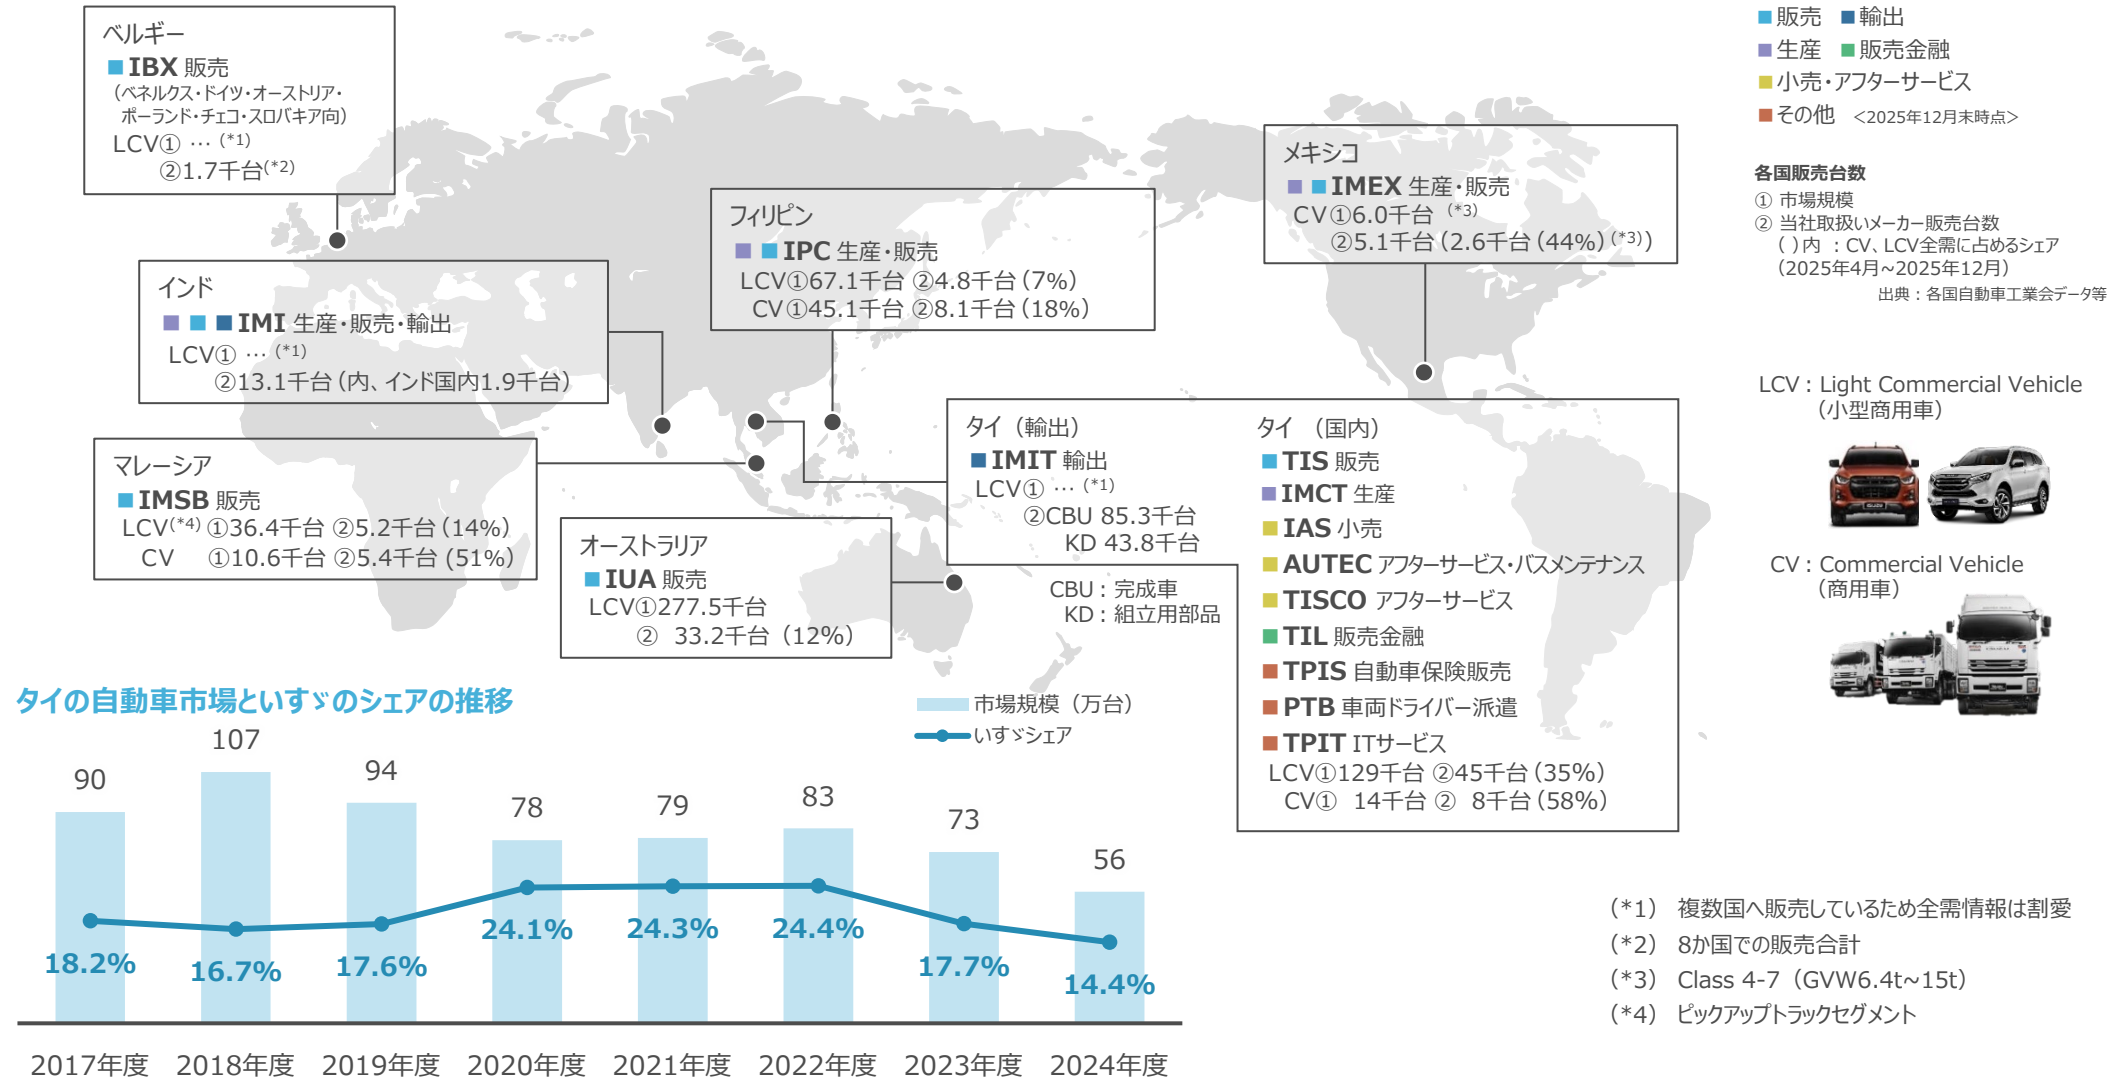 ベルギー
IBX 販売
（ベネルクス・ドイツ・オーストリア・
ポーランド・チェコ・スロバキア向）
LCV① … (*1)
②1.7千台(*2)
インド
IMI 生産・販売・輸出
LCV① … (*1)
②13.1千台（内、インド国内1.9千台）
マレーシア
IMSB 販売
LCV(*4) ①36.4千台 ②5.2千台（14%）
CV ①10.6千台 ②5.4千台（51%）
フィリピン
IPC 生産・販売
LCV①67.1千台 ②4.8千台（7%）
CV①45.1千台 ②8.1千台（18%）
オーストラリア
IUA 販売
LCV①277.5千台
② 33.2千台（12%）
メキシコ
IMEX 生産・販売
CV①6.0千台 (*3)
②5.1千台（2.6千台（44%）(*3)）
タイ（輸出）
IMIT 輸出
LCV① … (*1)
②CBU 85.3千台
KD 43.8千台
CBU：完成車
KD：組立用部品
タイ （国内）
TIS 販売
IMCT 生産
IAS 小売
AUTEC アフターサービス・バスメンテナンス
TISCO アフターサービス
TIL 販売金融
TPIS 自動車保険販売
PTB 車両ドライバー派遣
TPIT ITサービス
LCV①129千台 ②45千台（35%）
CV① 14千台 ② 8千台（58%）
販売 輸出
生産 販売金融
小売・アフターサービス
その他 <2025年12月末時点>
各国販売台数
① 市場規模
② 当社取扱いメーカー販売台数
（ ）内 ：CV、LCV全需に占めるシェア
（2025年4月~2025年12月）
出典：各国自動車工業会データ等
LCV：Light Commercial Vehicle
（小型商用車）
CV：Commercial Vehicle
（商用車）
タイの自動車市場といすゞのシェアの推移
市場規模（万台）
いすゞシェア
90 107 94 78 79 83 73 56
18.2% 16.7% 17.6% 24.1% 24.3% 24.4% 17.7% 14.4%
2017年度 2018年度 2019年度 2020年度 2021年度 2022年度 2023年度 2024年度
(*1) 複数国へ販売しているため全需情報は割愛
(*2) 8か国での販売合計
(*3) Class 4-7（GVW6.4t~15t）
(*4) ピックアップトラックセグメント